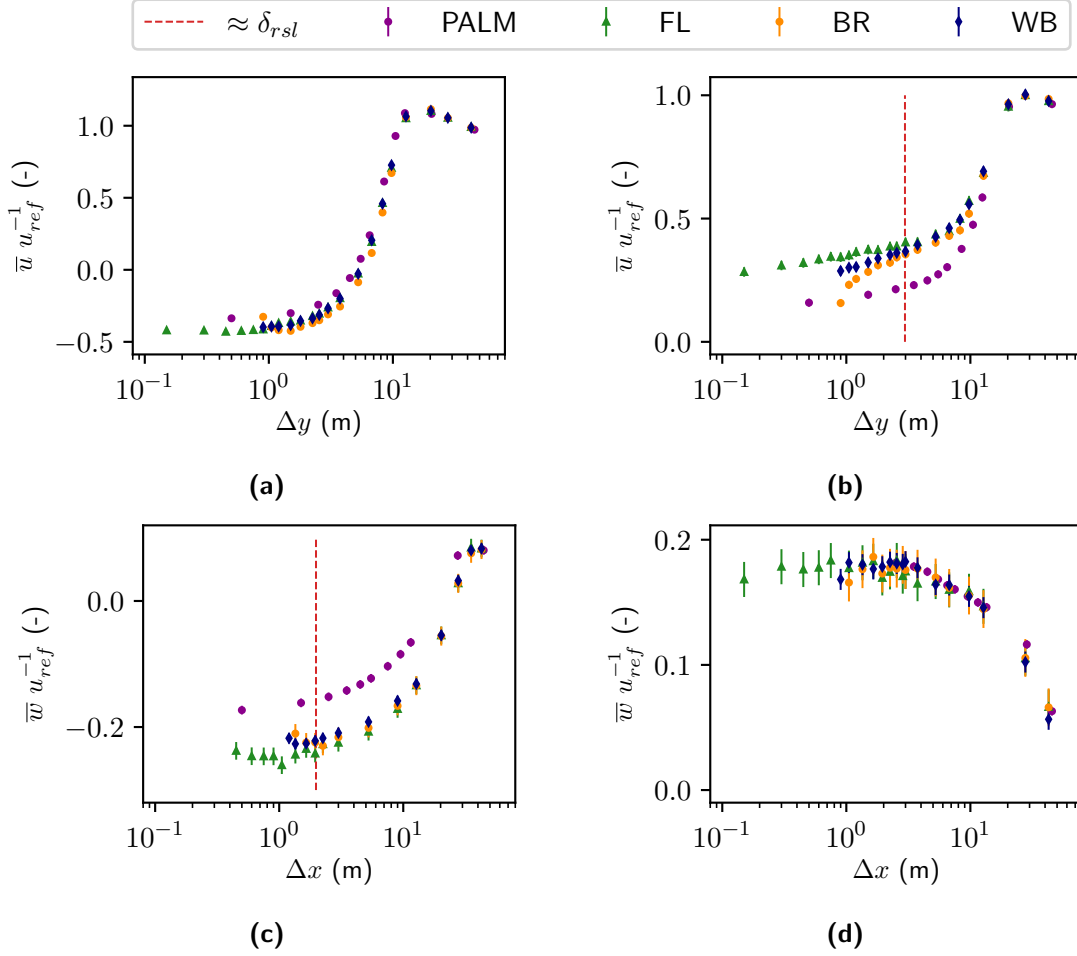 ≈ δ_rsl PALM FL BR WB
1.0
0.5
0.0
−0.5
u̅ u_ref^−1 (-)
10^−1 10^0 10^1
Δy (m)
(a)
1.0
0.5
0.0
u̅ u_ref^−1 (-)
10^−1 10^0 10^1
Δy (m)
(b)
0.0
−0.2
w̅ u_ref^−1 (-)
10^−1 10^0 10^1
Δx (m)
(c)
0.2
0.1
0.0
w̅ u_ref^−1 (-)
10^−1 10^0 10^1
Δx (m)
(d)